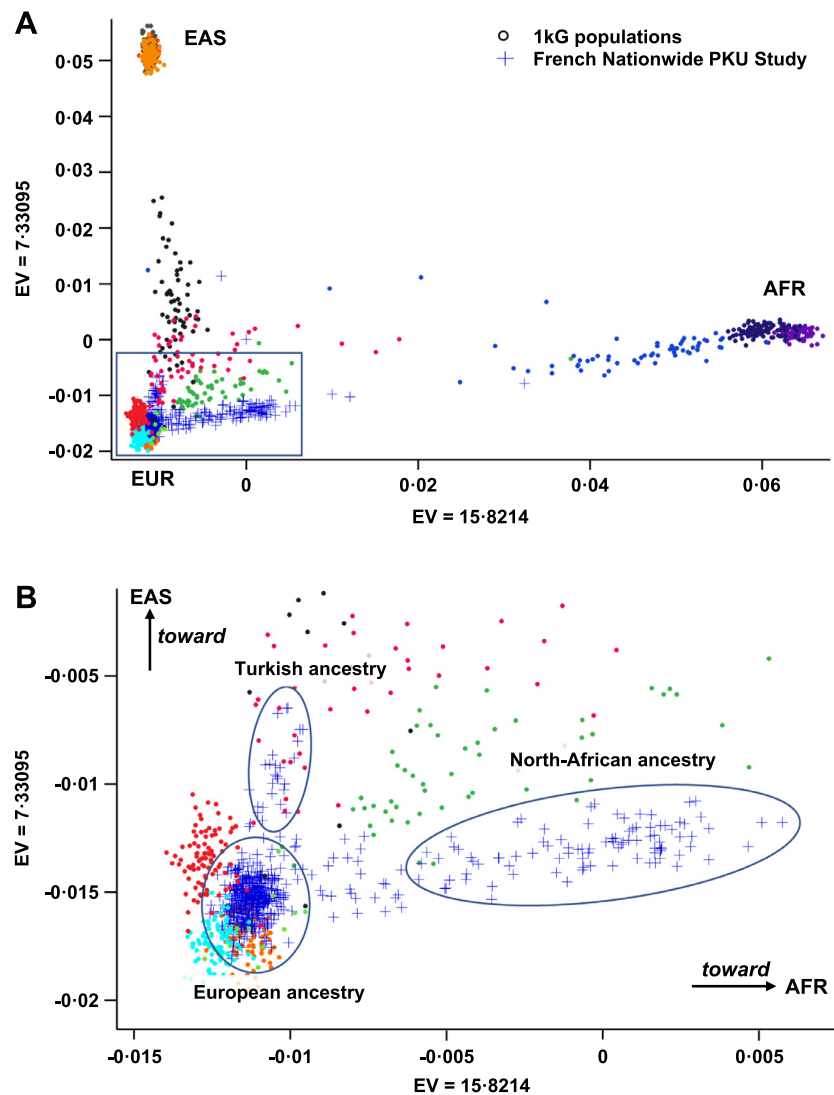 A
EAS
1kG populations
French Nationwide PKU Study
0·05
0·04
0·03
0·02
0·01
0
-0·01
-0·02
EV = 7·33095
AFR
EUR
0
0·02
0·04
0·06
EV = 15·8214
B
EAS
toward
Turkish ancestry
North-African ancestry
-0·005
-0·01
-0·015
-0·02
EV = 7·33095
European ancestry
toward
AFR
-0·015
-0·01
-0·005
0
0·005
EV = 15·8214